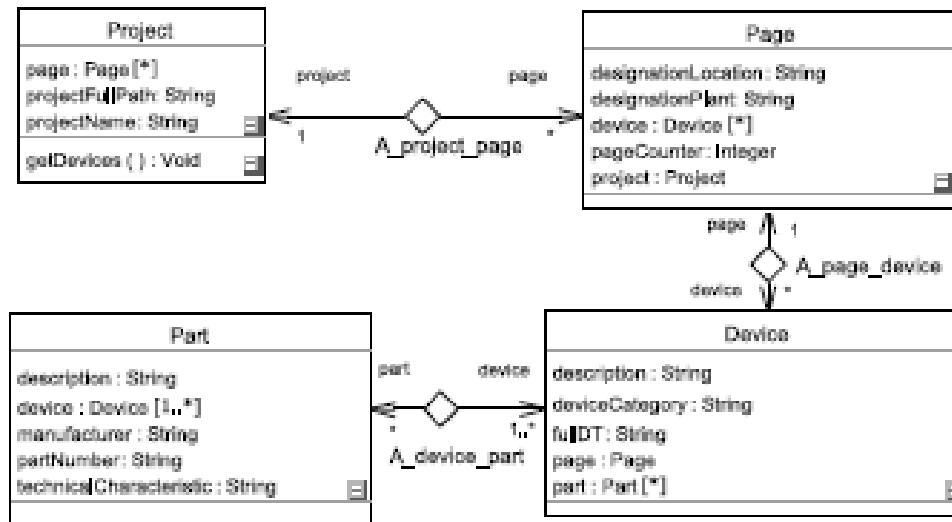 Project
page : Page [*]
projectFullPath: String
projectName: String
getDevices ( ) : Void
project
page
1
*
A_project_page
Page
designationLocation: String
designationPlant: String
device : Device [*]
pageCounter: Integer
project : Project
page
1
A_page_device
device
*
Part
description : String
device : Device [1..*]
manufacturer : String
partNumber: String
technicalCharacteristic : String
part
device
*
1..*
A_device_part
Device
description : String
deviceCategory : String
fullDT : String
page : Page
part : Part [*]